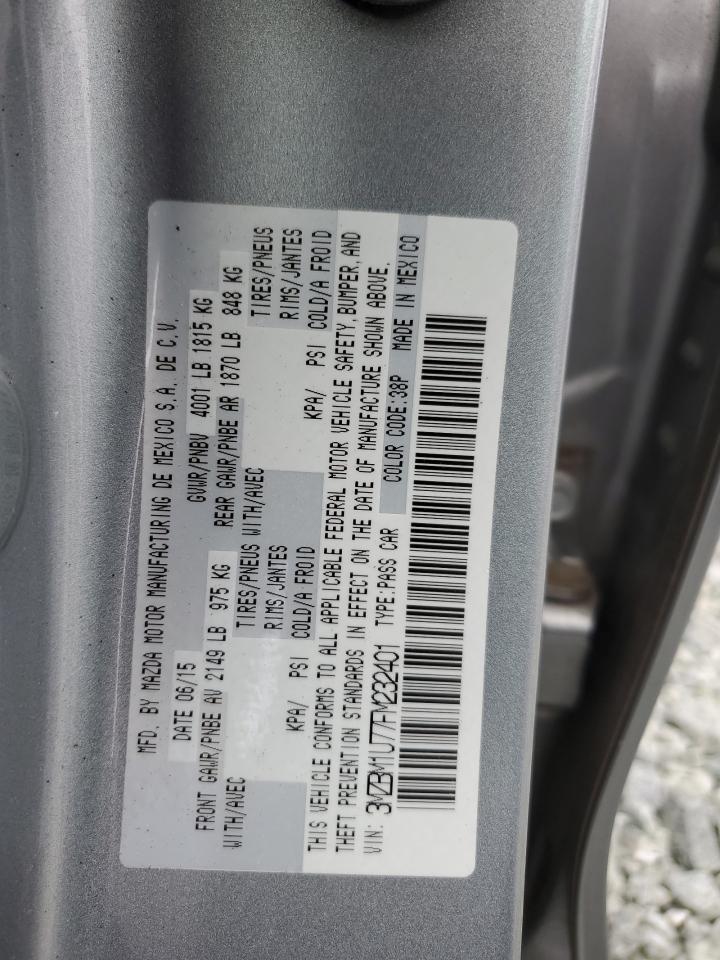 MFD. BY MAZDA MOTOR MANUFACTURING DE MEXICO S.A. DE C.V.
DATE 06/15 GVWR/PNBV 4001 LB 1815 KG
FRONT GAWR/PNBE AV 2149 LB 975 KG REAR GAWR/PNBE AR 1870 LB 848 KG
WITH/AVEC TIRES/PNEUS WITH/AVEC TIRES/PNEUS
RIMS/JANTES RIMS/JANTES
KPA/ PSI COLD/A FROID KPA/ PSI COLD/A FROID
THIS VEHICLE CONFORMS TO ALL APPLICABLE FEDERAL MOTOR VEHICLE SAFETY, BUMPER, AND
THEFT PREVENTION STANDARDS IN EFFECT ON THE DATE OF MANUFACTURE SHOWN ABOVE.
VIN: 3MZBM1U77FM232401 TYPE:PASS CAR COLOR CODE:38P MADE IN MEXICO